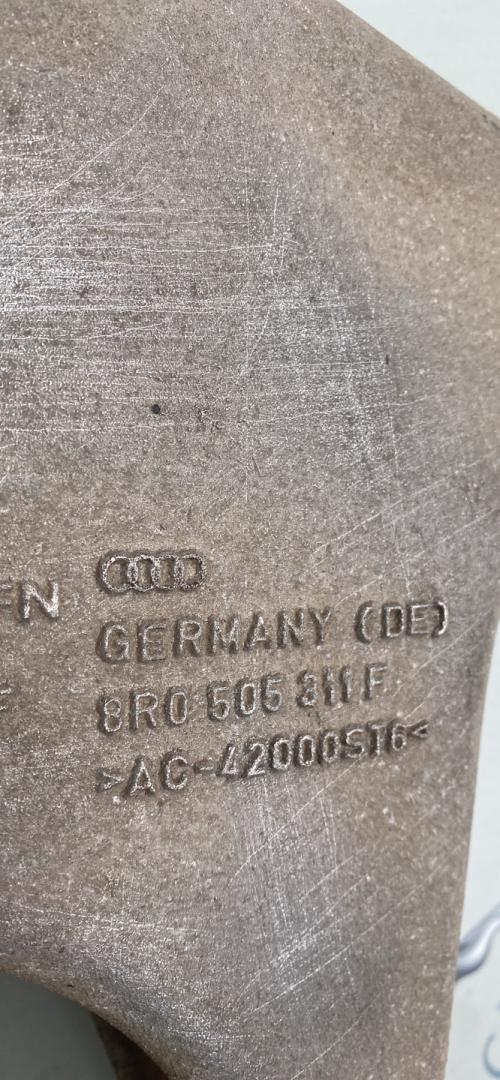 GERMANY (DE)
8R0 505 311 F
>AC-42000ST6<